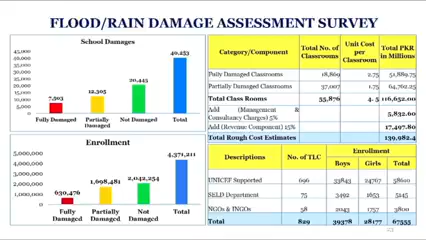 FLOOD/RAIN DAMAGE ASSESSMENT SURVEY
School Damages
45,000
40,000
35,000
30,000
25,000
20,000
15,000
10,000
5,000
0
7,503
12,305
20,445
40,253
Fully Damaged
Partially Damaged
Not Damaged
Total
Enrollment
5,000,000
4,000,000
3,000,000
2,000,000
1,000,000
0
630,476
1,698,481
2,042,254
4,371,211
Fully Damaged
Partially Damaged
Not Damaged
Total
Category/Component Total No. of Classrooms Unit Cost per Classroom Total PKR in Millions
Fully Damaged Classrooms 18,869 2.75 51,889.75
Partially Damaged Classrooms 37,007 1.75 64,762.25
Total Class Rooms 55,876 4.5 116,652.00
Add (Management & Consultancy Charges) 5% 5,832.60
Add (Revenue Component) 15% 17,497.80
Total Rough Cost Estimates 139,982.4
Descriptions No. of TLC Enrollment
Boys Girls Total
UNICEF Supported 696 33843 24767 58610
SELD Department 75 3492 1653 5145
NGOs & INGOs 58 2043 1757 3800
Total 829 39378 28177 67555